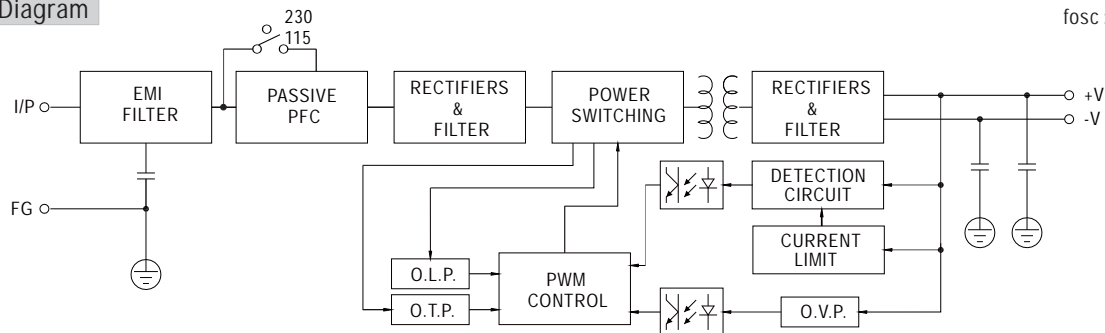 Diagram
fosc :
230
115
I/P
EMI
FILTER
PASSIVE
PFC
RECTIFIERS
&
FILTER
POWER
SWITCHING
RECTIFIERS
&
FILTER
+V
-V
FG
DETECTION
CIRCUIT
CURRENT
LIMIT
O.L.P.
O.T.P.
PWM
CONTROL
O.V.P.